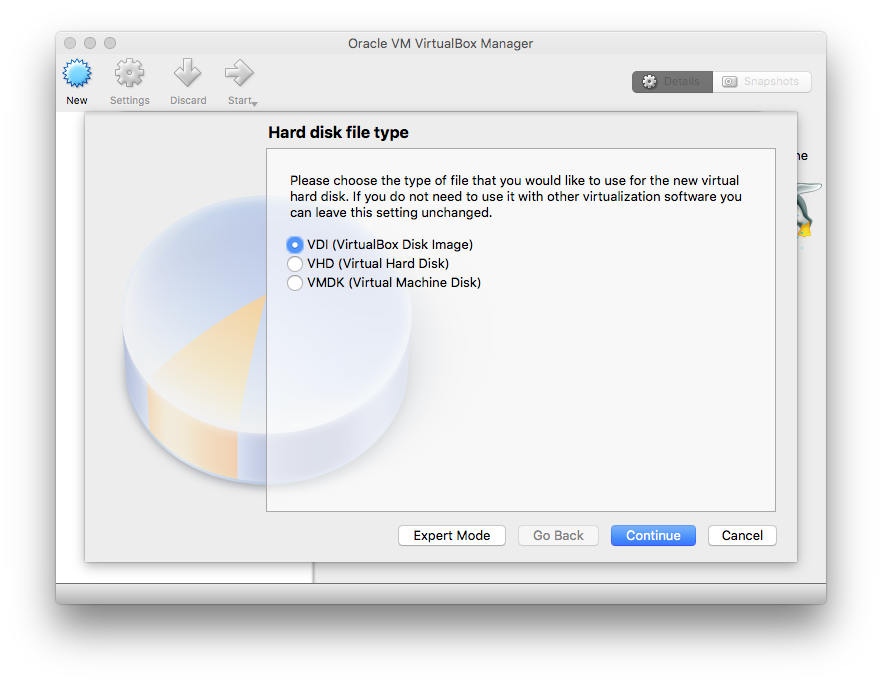 Oracle VM VirtualBox Manager
New
Settings
Discard
Start
Details
Snapshots
Hard disk file type
Please choose the type of file that you would like to use for the new virtual
hard disk. If you do not need to use it with other virtualization software you
can leave this setting unchanged.
VDI (VirtualBox Disk Image)
VHD (Virtual Hard Disk)
VMDK (Virtual Machine Disk)
Expert Mode
Go Back
Continue
Cancel